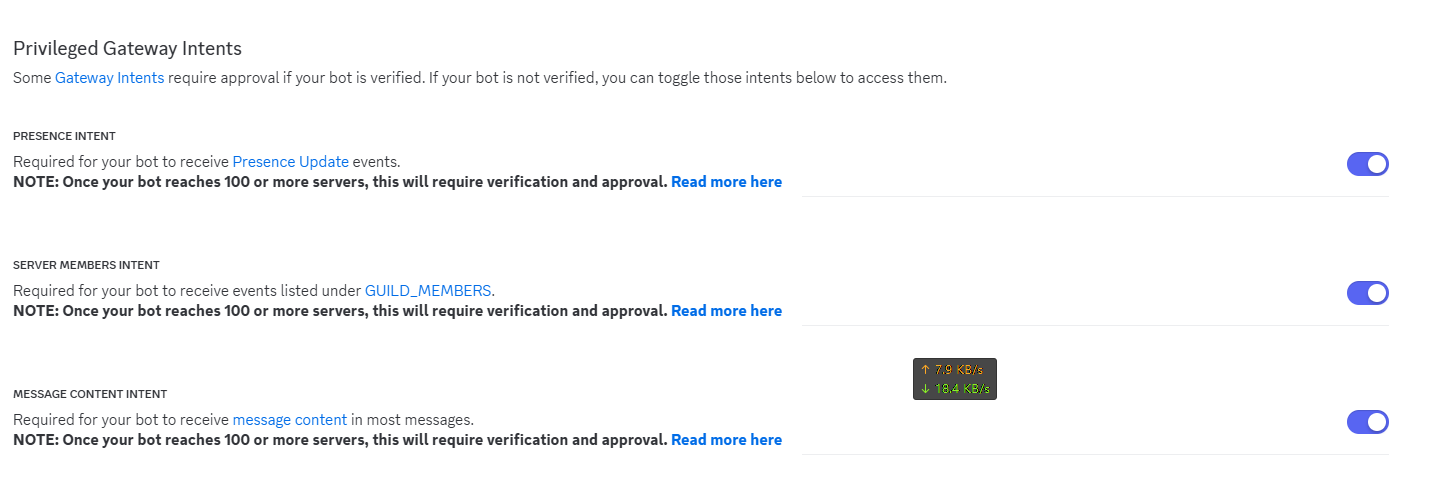 Privileged Gateway Intents
Some Gateway Intents require approval if your bot is verified. If your bot is not verified, you can toggle those intents below to access them.
PRESENCE INTENT
Required for your bot to receive Presence Update events.
NOTE: Once your bot reaches 100 or more servers, this will require verification and approval. Read more here
SERVER MEMBERS INTENT
Required for your bot to receive events listed under GUILD_MEMBERS.
NOTE: Once your bot reaches 100 or more servers, this will require verification and approval. Read more here
↑ 7.9 KB/s
↓ 18.4 KB/s
MESSAGE CONTENT INTENT
Required for your bot to receive message content in most messages.
NOTE: Once your bot reaches 100 or more servers, this will require verification and approval. Read more here